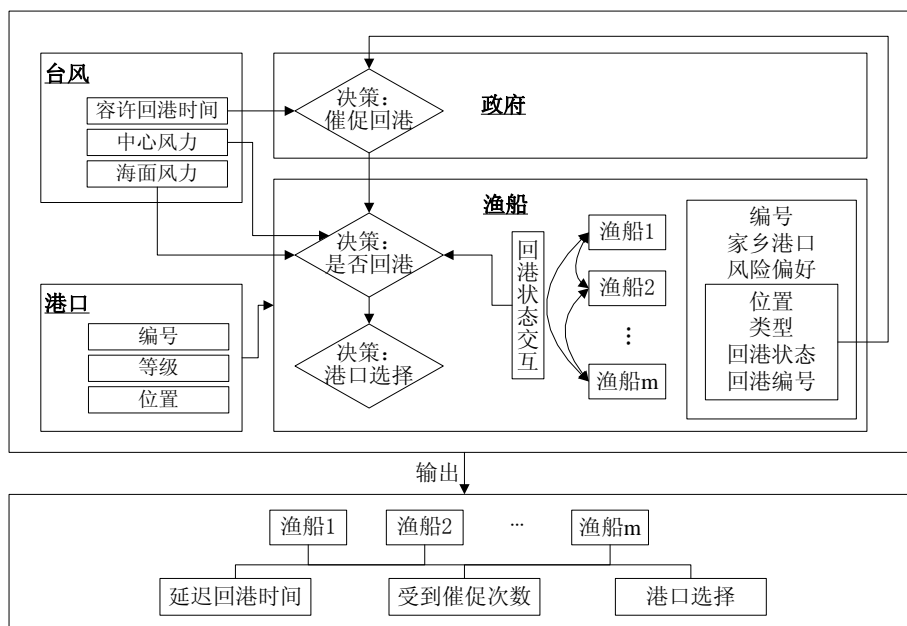 台风
容许回港时间
中心风力
海面风力
决策：
催促回港
政府
港口
编号
等级
位置
渔船
决策：
是否回港
决策：
港口选择
回港状态交互
渔船1
渔船2
⋮
渔船m
编号
家乡港口
风险偏好
位置
类型
回港状态
回港编号
输出
渔船1
渔船2
…
渔船m
延迟回港时间
受到催促次数
港口选择